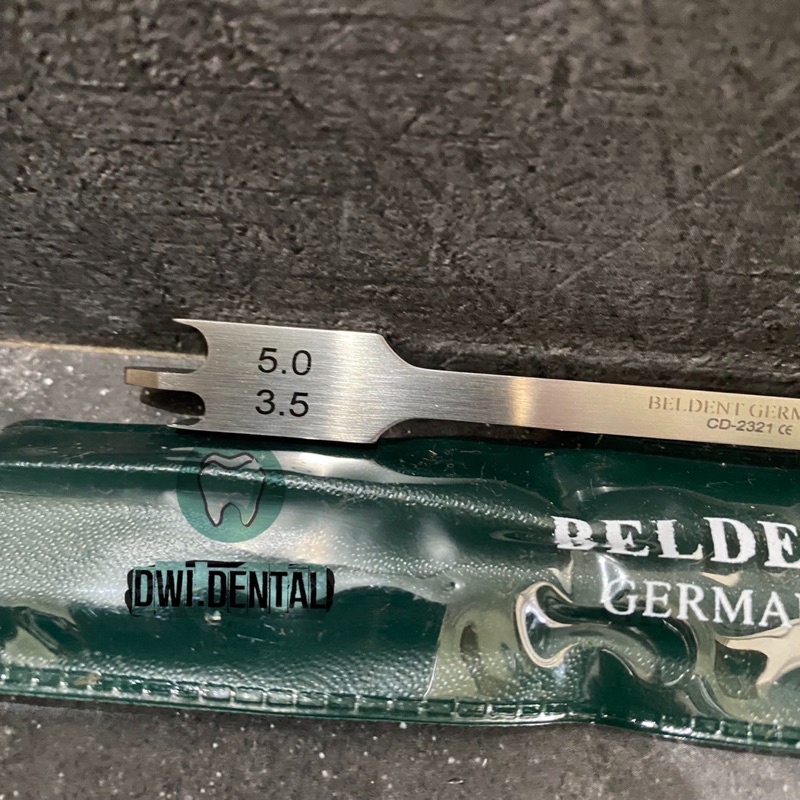 5.0
3.5
BELDENT GERM
CD-2321 CE
DWI.DENTAL
BELDE
GERMA